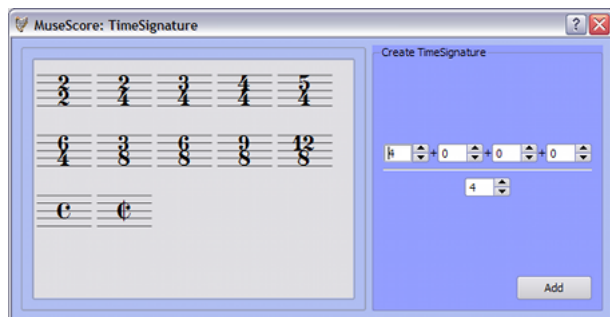 MuseScore: TimeSignature
Create TimeSignature
2 2 3 4 5
2 4 4 4 4
6 3 6 9 12
4 8 8 8 8
4 + 0 + 0 + 0
4
Add